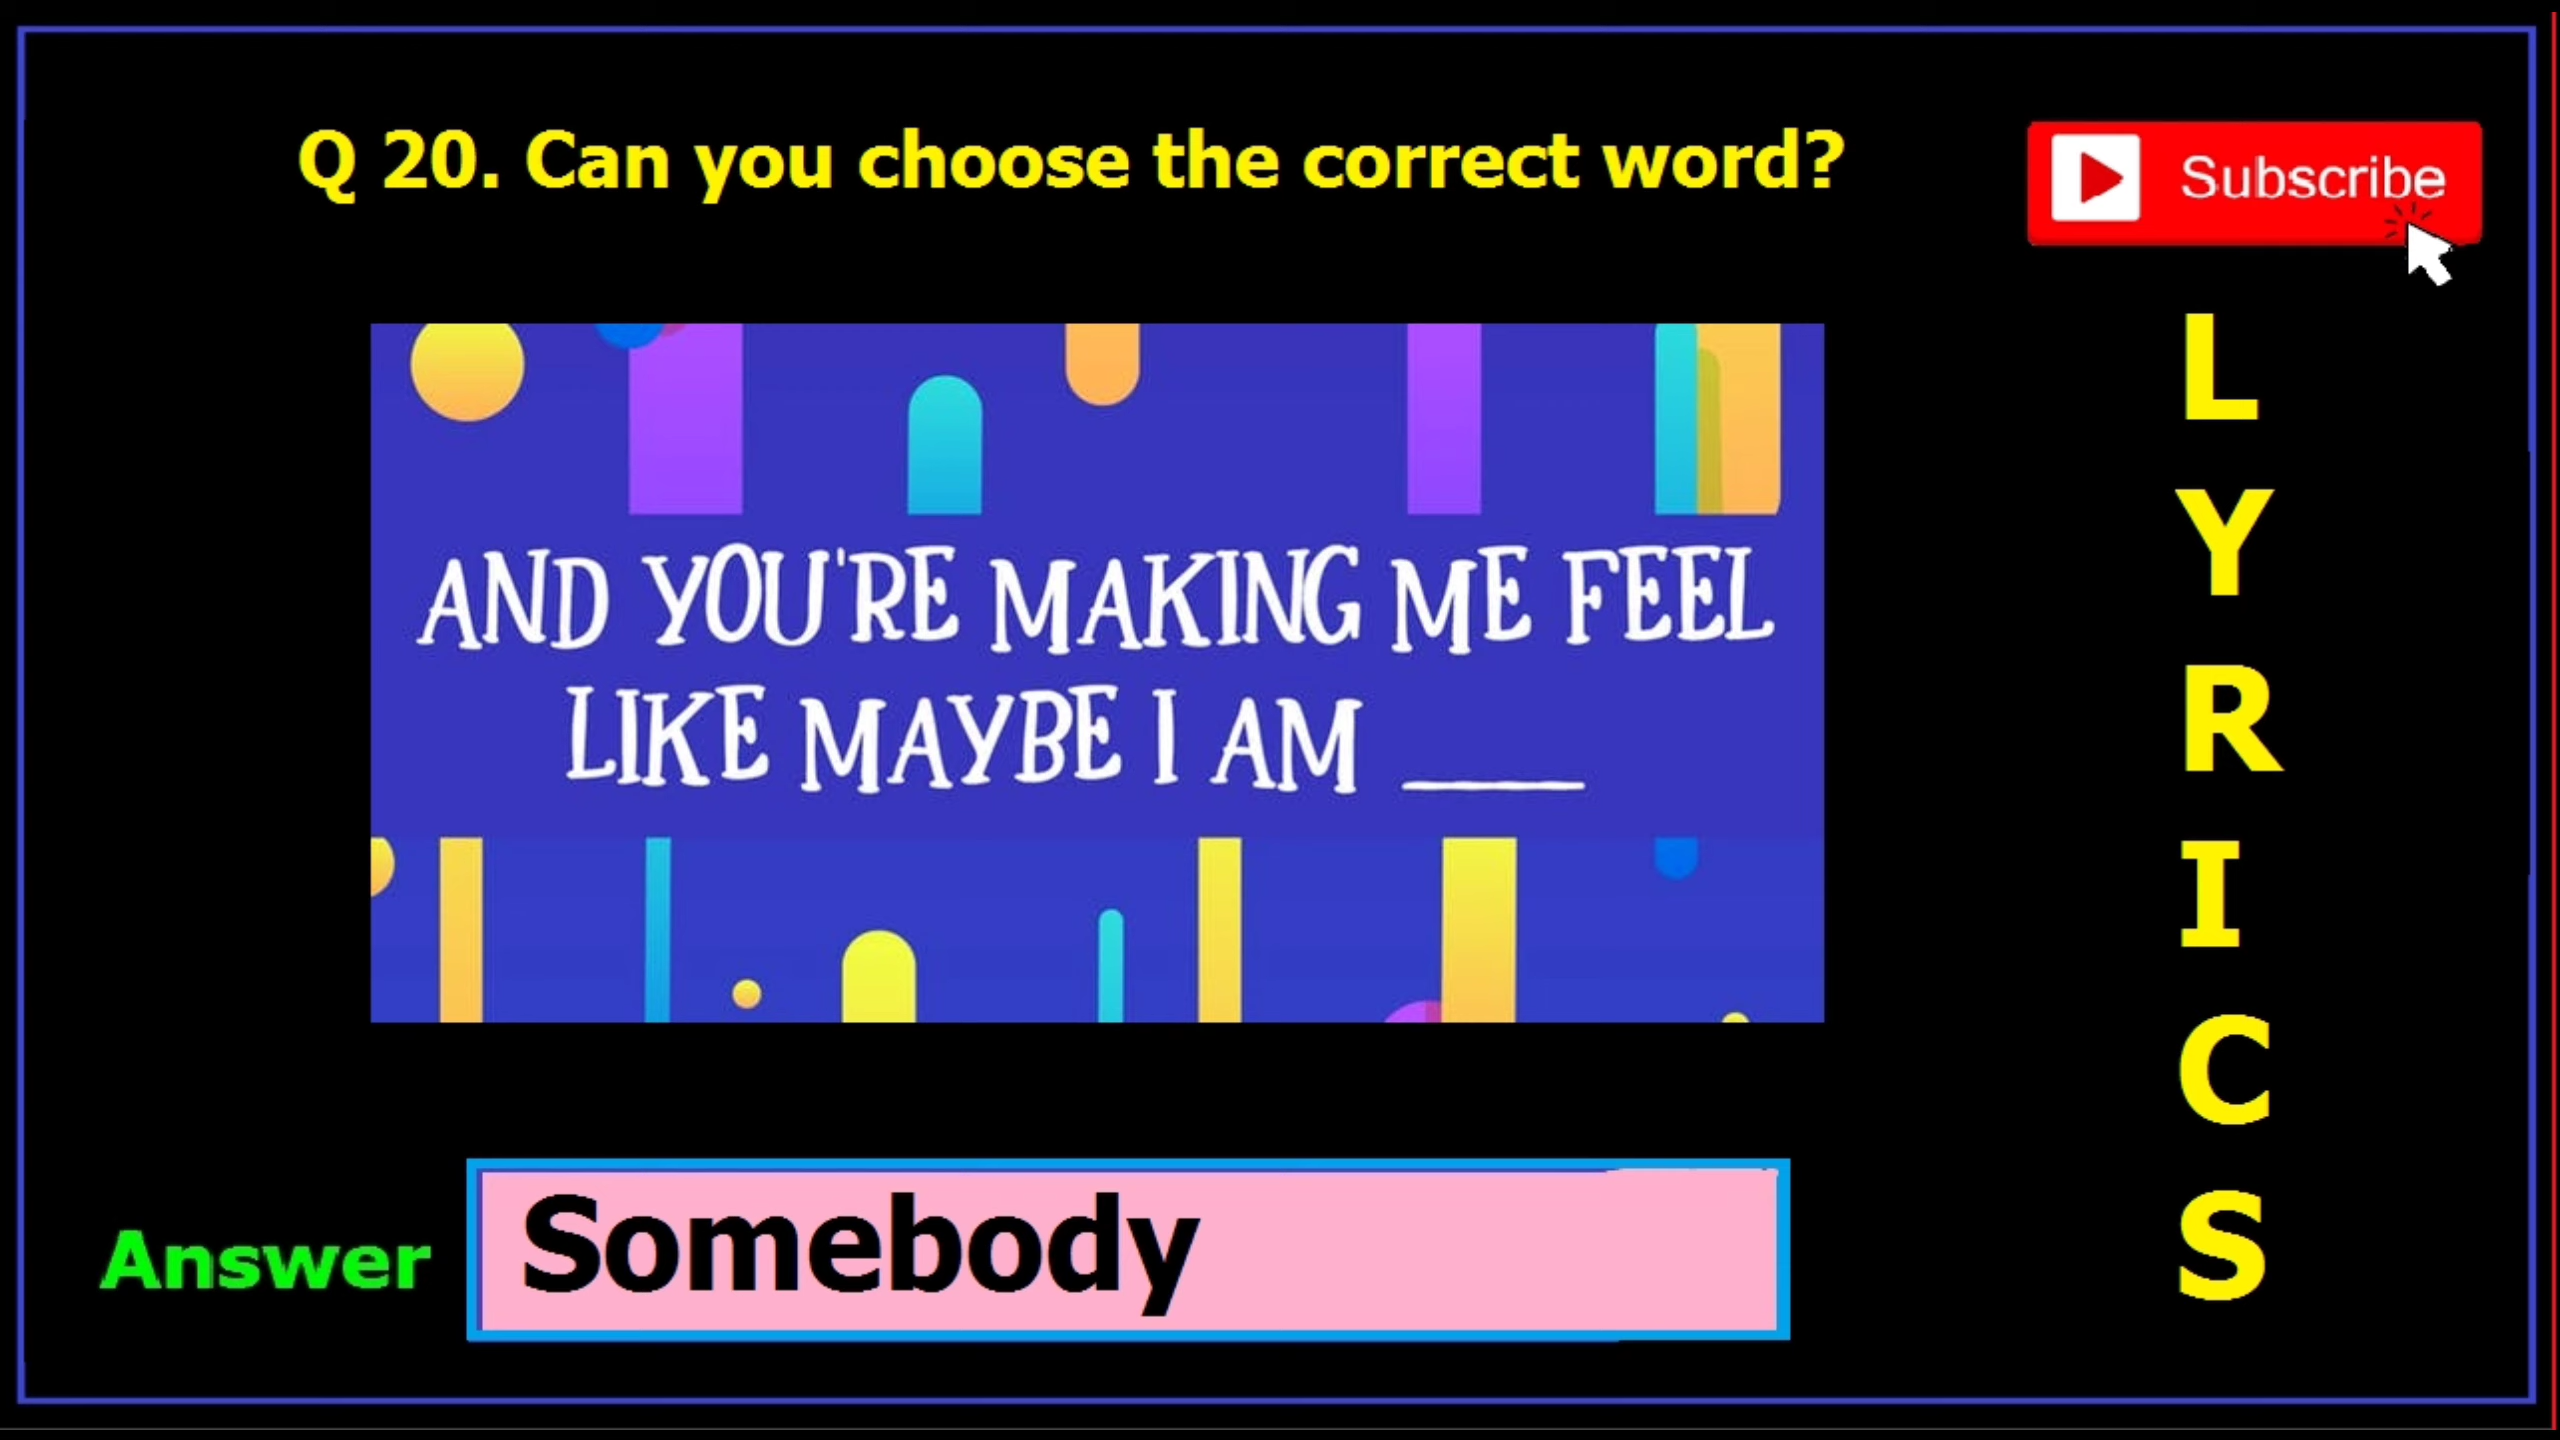 Q 20. Can you choose the correct word?
Subscribe
AND YOU'RE MAKING ME FEEL
LIKE MAYBE I AM ____
Answer
Somebody
L
Y
R
I
C
S